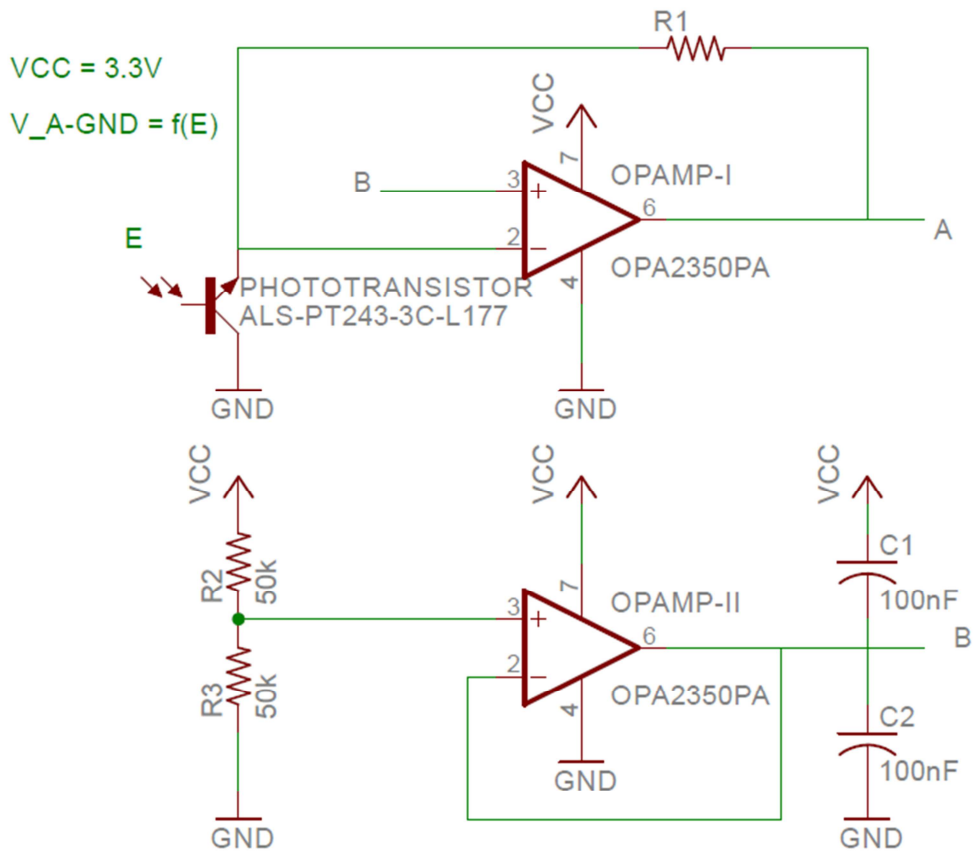 R1
VCC = 3.3V
V_A-GND = f(E)
VCC
7
OPAMP-I
B
3
+
6
A
2
-
E
4
OPA2350PA
PHOTOTRANSISTOR
ALS-PT243-3C-L177
GND
GND
VCC
VCC
VCC
R2
50k
C1
100nF
7
OPAMP-II
3
+
6
B
2
-
R3
50k
4
OPA2350PA
C2
100nF
GND
GND
GND